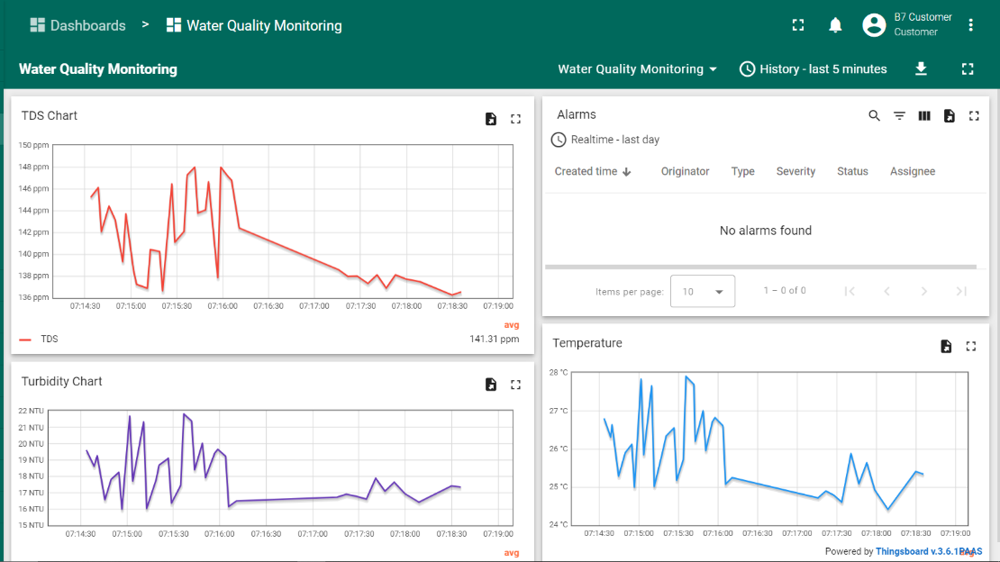 Dashboards > Water Quality Monitoring
B7 Customer
Customer
Water Quality Monitoring
Water Quality Monitoring
History - last 5 minutes
TDS Chart
150 ppm
148 ppm
146 ppm
144 ppm
142 ppm
140 ppm
138 ppm
136 ppm
07:14:30 07:15:00 07:15:30 07:16:00 07:16:30 07:17:00 07:17:30 07:18:00 07:18:30 07:19:00
avg
TDS 141.31 ppm
Alarms
Realtime - last day
Created time Originator Type Severity Status Assignee
No alarms found
Items per page: 10 1 – 0 of 0
Turbidity Chart
22 NTU
21 NTU
20 NTU
19 NTU
18 NTU
17 NTU
16 NTU
15 NTU
07:14:30 07:15:00 07:15:30 07:16:00 07:16:30 07:17:00 07:17:30 07:18:00 07:18:30 07:19:00
avg
Temperature
28 °C
27 °C
26 °C
25 °C
24 °C
07:14:30 07:15:00 07:15:30 07:16:00 07:16:30 07:17:00 07:17:30 07:18:00 07:18:30 07:19:00
avg
Powered by Thingsboard v.3.6.1PAAS